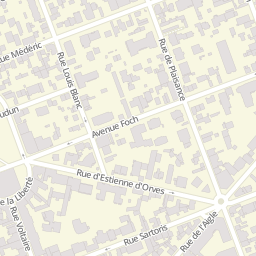 ue Médéric
Rue Louis Blanc
Rue de Plaisance
udun
Avenue Foch
Rue d'Estienne d'Orves
e la Liberté
Rue Voltaire
Rue Sartoris
Rue de l'Aigle